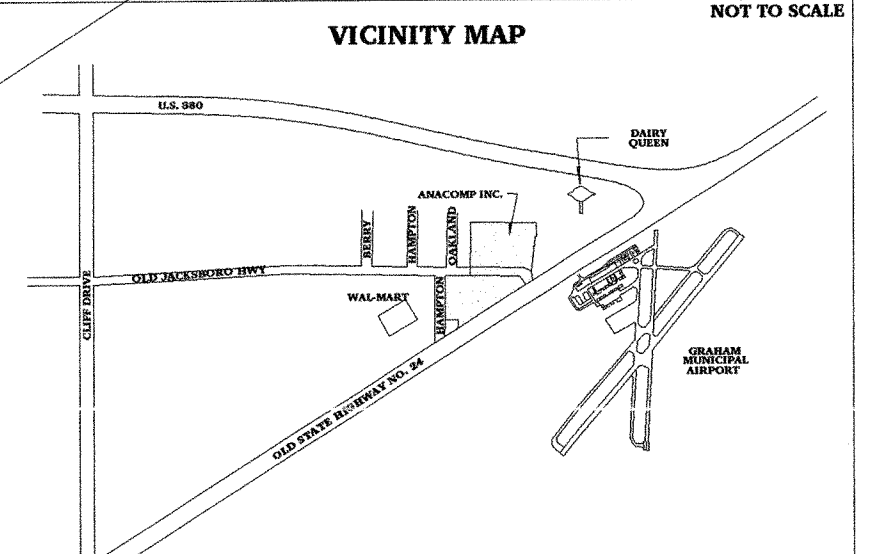 NOT TO SCALE
VICINITY MAP
U.S. 380
DAIRY
QUEEN
ANACOMP INC.
BERRY
HAMPTON
OAKLAND
OLD JACKSBORO HWY
CLIFF DRIVE
WAL-MART
HAMPTON
GRAHAM
MUNICIPAL
AIRPORT
OLD STATE HIGHWAY NO. 24